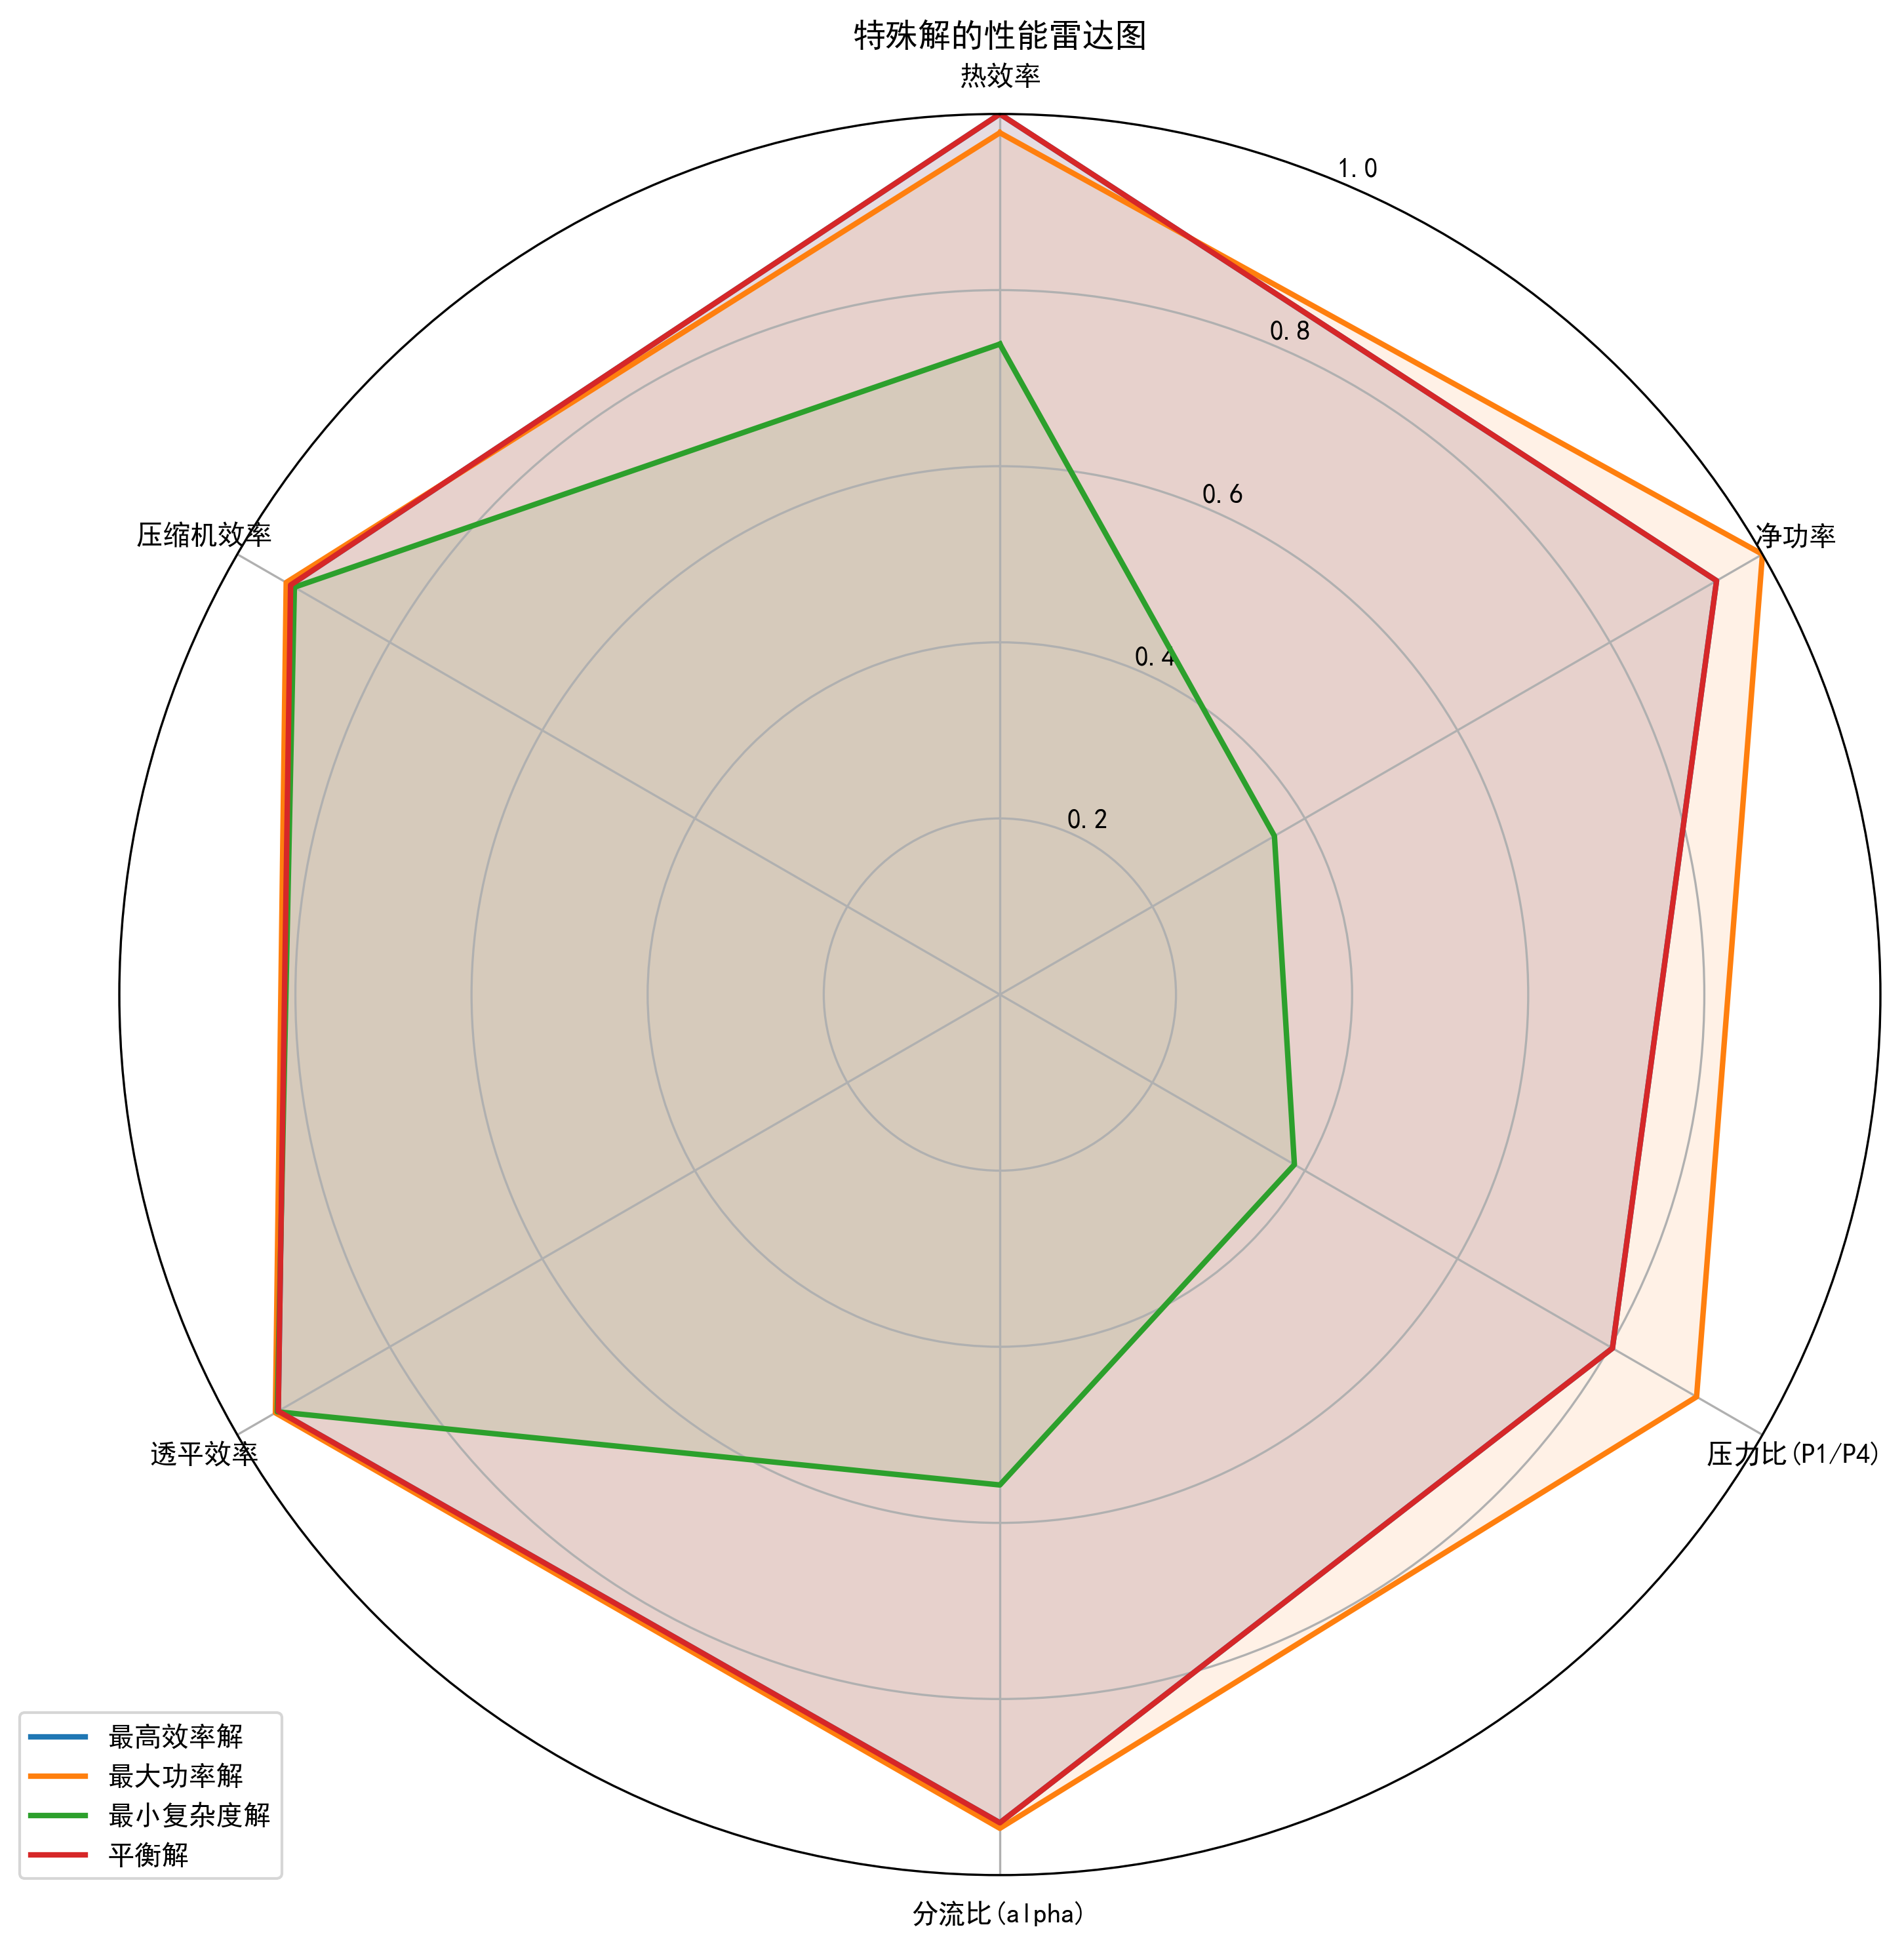 特殊解的性能雷达图
热效率
1.0
0.8
净功率
压缩机效率
0.6
0.4
0.2
透平效率
压力比(P1/P4)
最高效率解
最大功率解
最小复杂度解
平衡解
分流比(alpha)